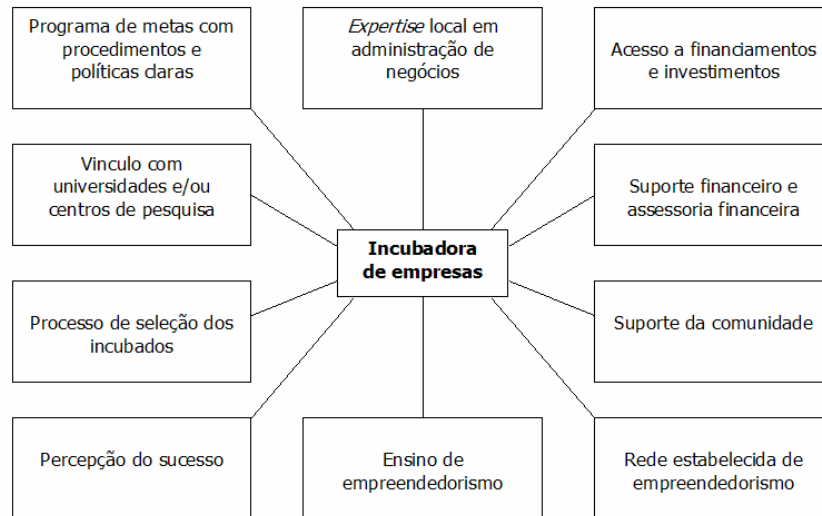 Programa de metas com
procedimentos e
políticas claras
Expertise local em
administração de
negócios
Acesso a financiamentos
e investimentos
Vinculo com
universidades e/ou
centros de pesquisa
Suporte financeiro e
assessoria financeira
Incubadora
de empresas
Processo de seleção dos
incubados
Suporte da comunidade
Percepção do sucesso
Ensino de
empreendedorismo
Rede estabelecida de
empreendedorismo